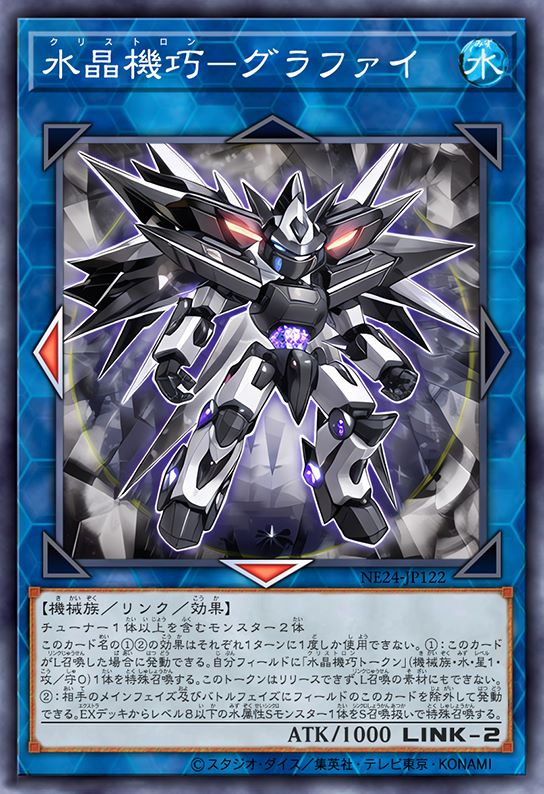 クリストロン
水晶機巧－グラファイ
みず
水
NE24-JP122
【機械族／リンク／効果】
チューナー１体以上を含むモンスター２体
このカード名の①②の効果はそれぞれ1ターンに1度しか使用できない。①：このカード
がL召喚した場合に発動できる。自分フィールドに「水晶機巧トークン」(機械族・水・星1・
攻／守0)1体を特殊召喚する。このトークンはリリースできず、L召喚の素材にもできない。
②：相手のメインフェイズ及びバトルフェイズにフィールドのこのカードを除外して発動
できる。EXデッキからレベル８以下の水属性Sモンスター1体をS召喚扱いで特殊召喚する。
ATK/1000 LINK-2
©スタジオ・ダイス／集英社・テレビ東京・KONAMI